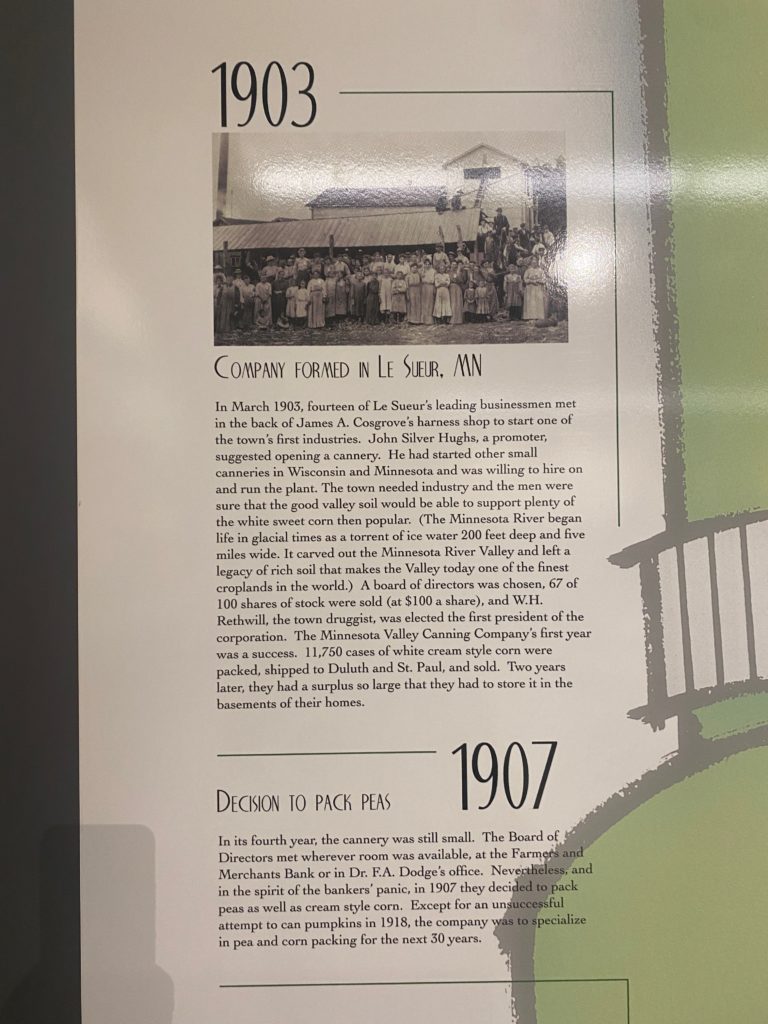 1903
Company formed in Le Sueur, MN
In March 1903, fourteen of Le Sueur's leading businessmen met
in the back of James A. Cosgrove's harness shop to start one of
the town's first industries. John Silver Hughs, a promoter,
suggested opening a cannery. He had started other small
canneries in Wisconsin and Minnesota and was willing to hire on
and run the plant. The town needed industry and the men were
sure that the good valley soil would be able to support plenty of
the white sweet corn then popular. (The Minnesota River began
life in glacial times as a torrent of ice water 200 feet deep and five
miles wide. It carved out the Minnesota River Valley and left a
legacy of rich soil that makes the Valley today one of the finest
croplands in the world.) A board of directors was chosen, 67 of
100 shares of stock were sold (at $100 a share), and W.H.
Rethwill, the town druggist, was elected the first president of the
corporation. The Minnesota Valley Canning Company's first year
was a success. 11,750 cases of white cream style corn were
packed, shipped to Duluth and St. Paul, and sold. Two years
later, they had a surplus so large that they had to store it in the
basements of their homes.
1907
Decision to pack peas
In its fourth year, the cannery was still small. The Board of
Directors met wherever room was available, at the Farmers and
Merchants Bank or in Dr. F.A. Dodge's office. Nevertheless, and
in the spirit of the bankers' panic, in 1907 they decided to pack
peas as well as cream style corn. Except for an unsuccessful
attempt to can pumpkins in 1918, the company was to specialize
in pea and corn packing for the next 30 years.